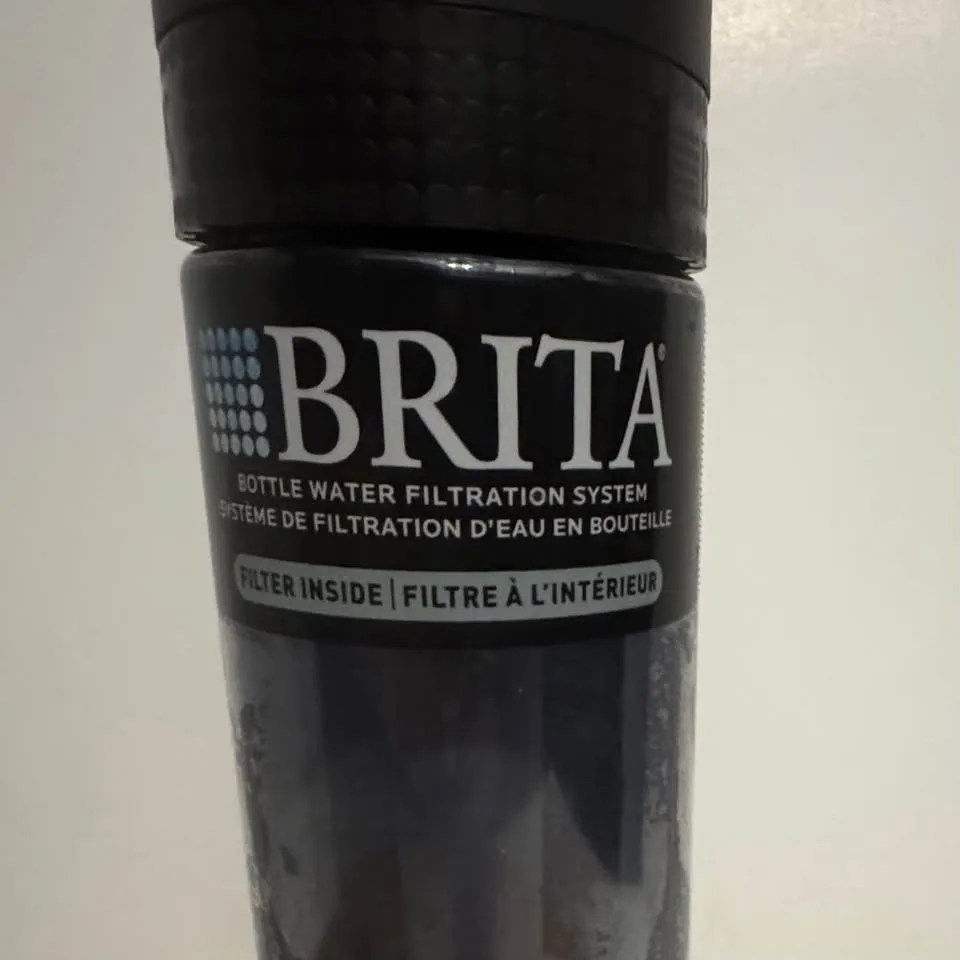 BRITA®
BOTTLE WATER FILTRATION SYSTEM
SYSTÈME DE FILTRATION D'EAU EN BOUTEILLE
FILTER INSIDE | FILTRE À L'INTÉRIEUR